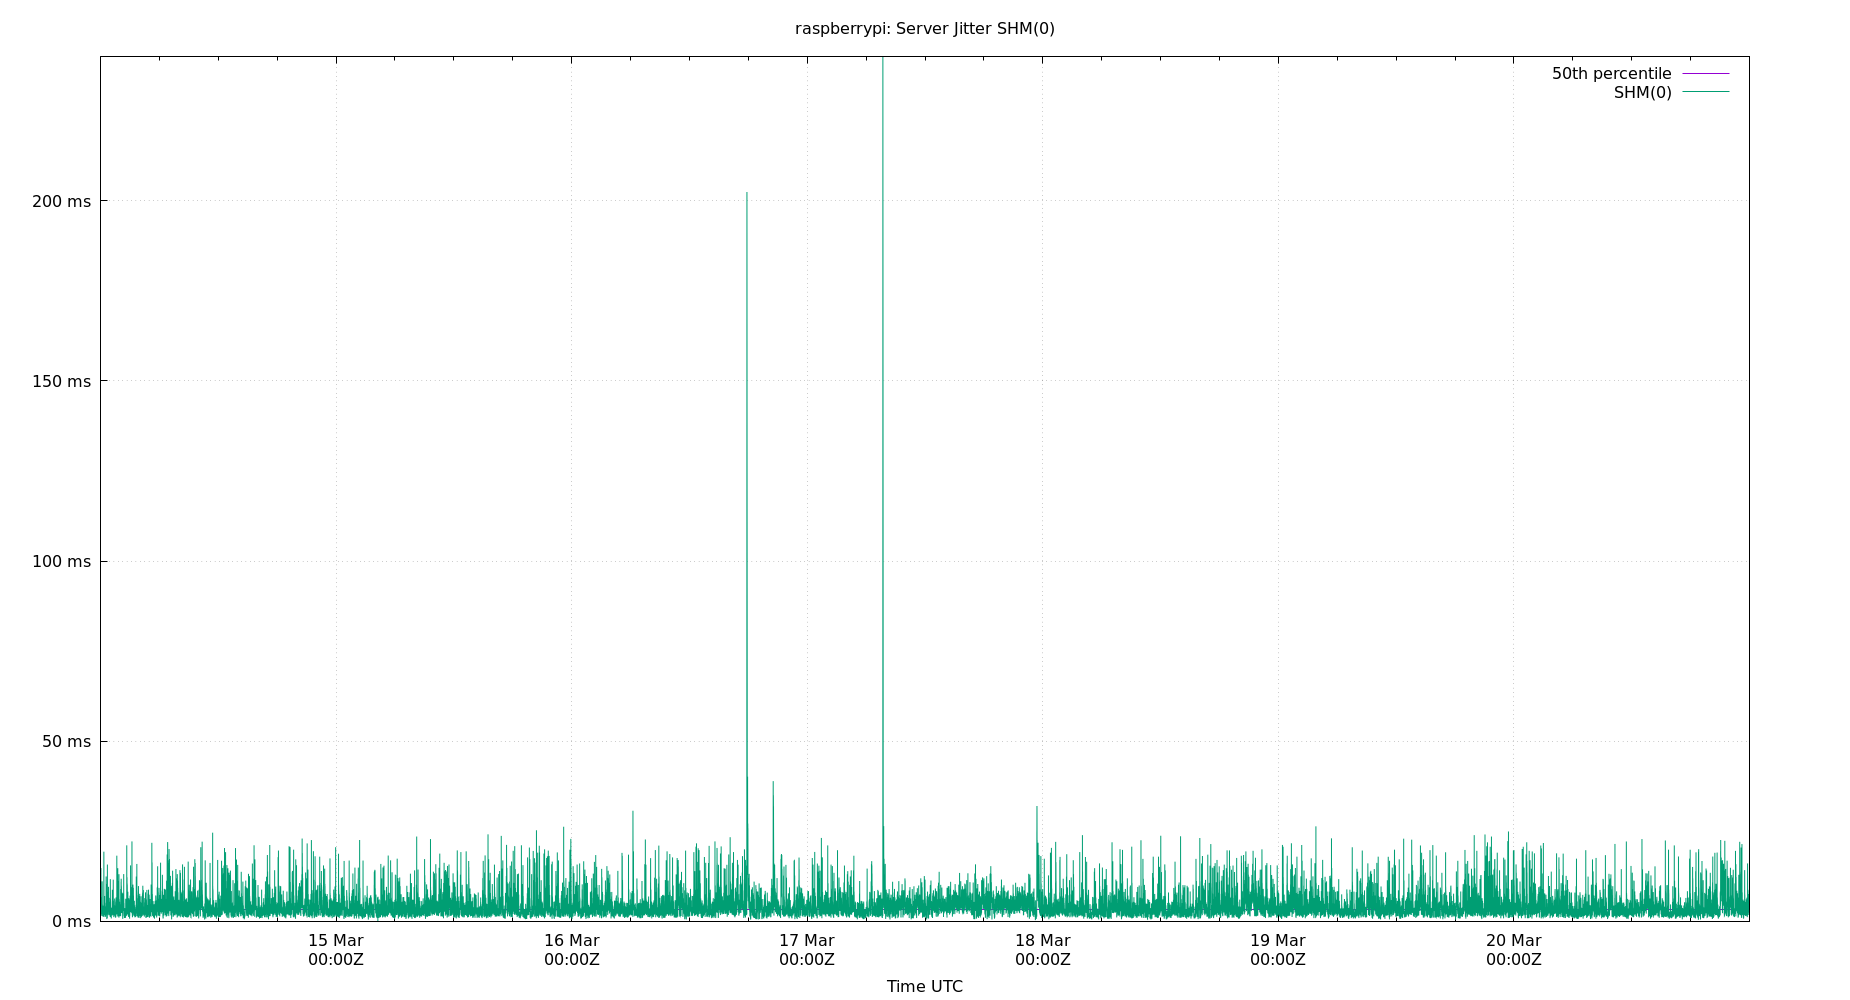 raspberrypi: Server Jitter SHM(0)
50th percentile
SHM(0)
200 ms
150 ms
100 ms
50 ms
0 ms
15 Mar
00:00Z
16 Mar
00:00Z
17 Mar
00:00Z
18 Mar
00:00Z
19 Mar
00:00Z
20 Mar
00:00Z
Time UTC